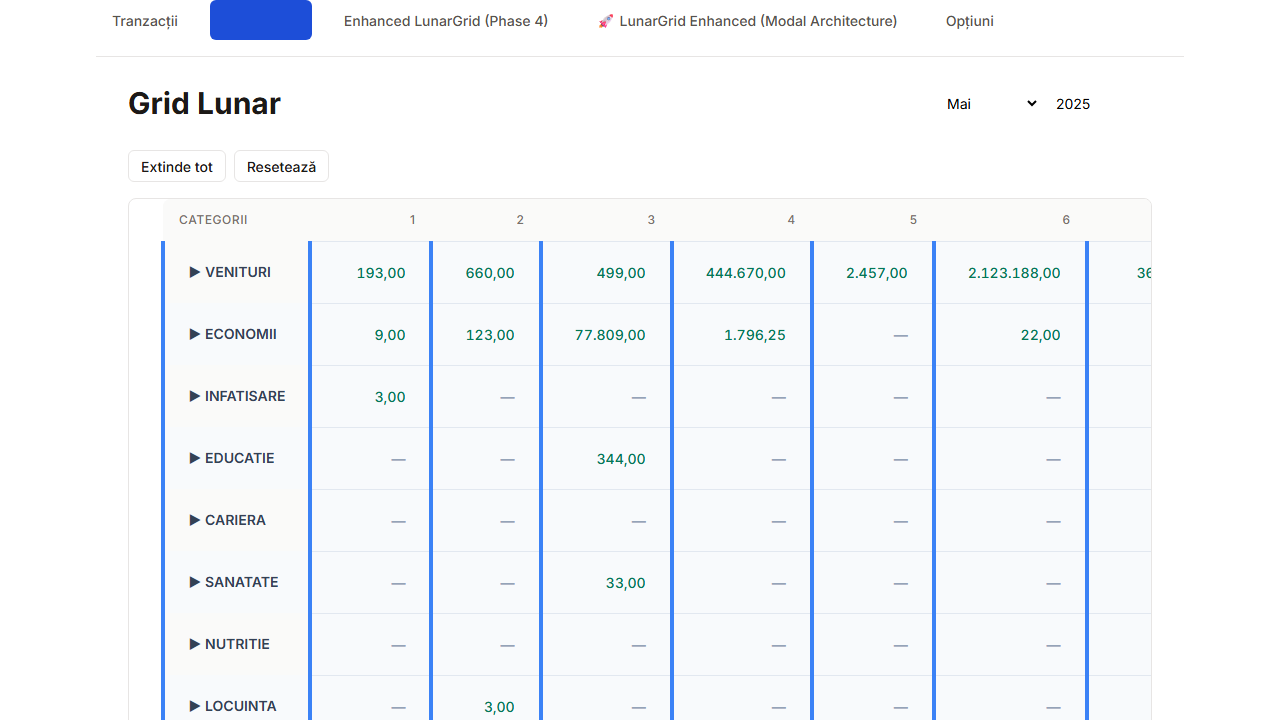 Tranzacții Enhanced LunarGrid (Phase 4) 🚀 LunarGrid Enhanced (Modal Architecture) Opțiuni
Grid Lunar Mai 2025
Extinde tot Resetează
CATEGORII 1 2 3 4 5 6
▶ VENITURI 193,00 660,00 499,00 444.670,00 2.457,00 2.123.188,00
▶ ECONOMII 9,00 123,00 77.809,00 1.796,25 — 22,00
▶ INFATISARE 3,00 — — — — —
▶ EDUCATIE — — 344,00 — — —
▶ CARIERA — — — — — —
▶ SANATATE — — 33,00 — — —
▶ NUTRITIE — — — — — —
▶ LOCUINTA — 3,00 — — — —